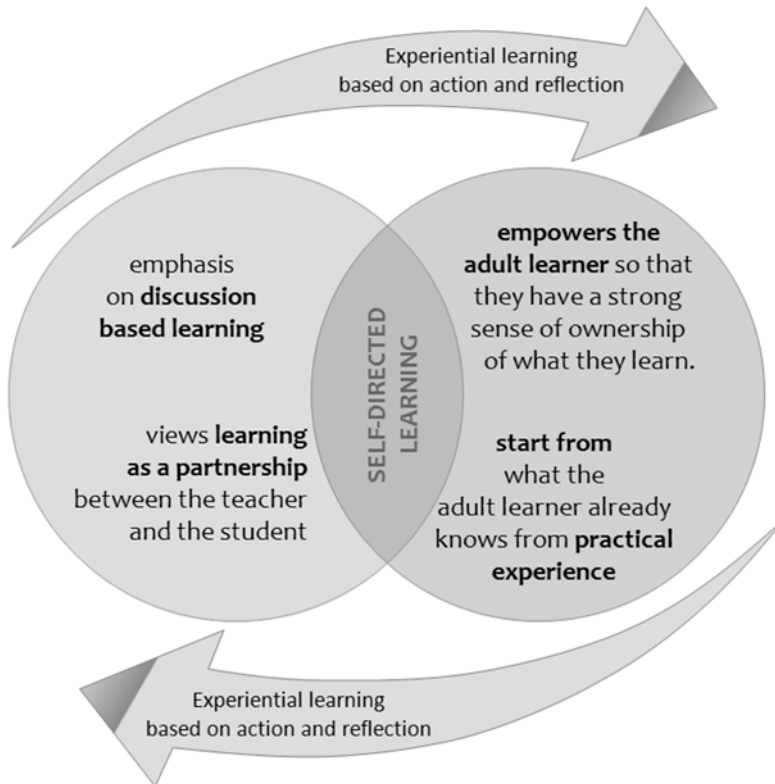 Experiential learning
based on action and reflection
emphasis
on discussion
based learning
views learning
as a partnership
between the teacher
and the student
SELF-DIRECTED
LEARNING
empowers the
adult learner so that
they have a strong
sense of ownership
of what they learn.
start from
what the
adult learner already
knows from practical
experience
Experiential learning
based on action and reflection